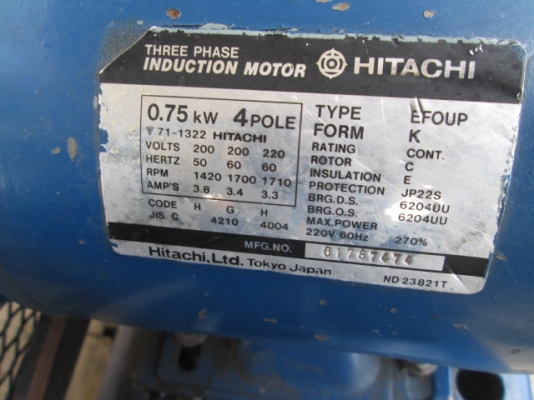 THREE PHASE
INDUCTION MOTOR HITACHI
0.75 kW 4 POLE
71-1322 HITACHI
VOLTS 200 200 220
HERTZ 50 60 60
RPM 1420 1700 1710
AMP'S 3.8 3.4 3.3
CODE H G H
JIS C 4210 4004
TYPE EFOUP
FORM K
RATING CONT.
ROTOR C
INSULATION E
PROTECTION JP22S
BRG.D.S. 6204UU
BRG.O.S. 6204UU
MAX.POWER
220V 60Hz 270%
MFG.NO. 61787474
Hitachi, Ltd. Tokyo Japan
ND 23821T.